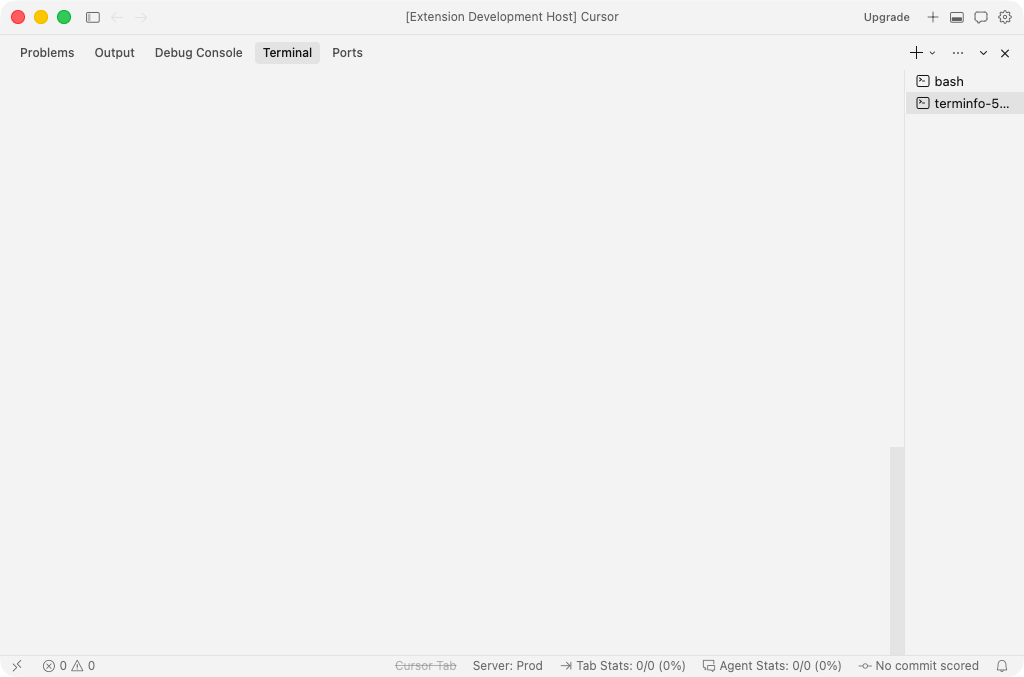 [Extension Development Host] Cursor
Upgrade
Problems Output Debug Console Terminal Ports
bash
terminfo-5...
0 0 Cursor Tab Server: Prod Tab Stats: 0/0 (0%) Agent Stats: 0/0 (0%) No commit scored